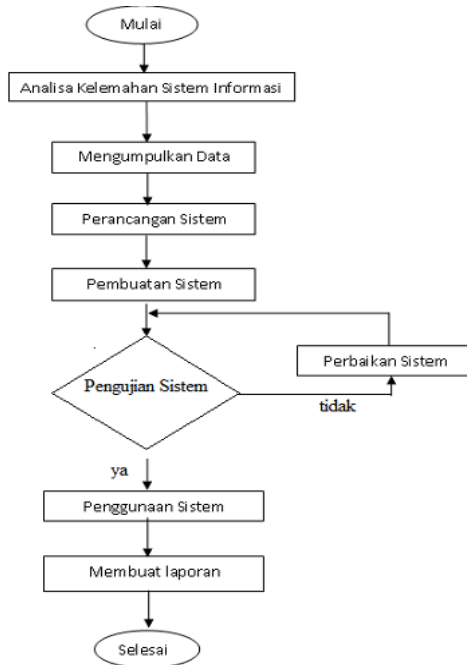 Mulai
Analisa Kelemahan Sistem Informasi
Mengumpulkan Data
Perancangan Sistem
Pembuatan Sistem
Perbaikan Sistem
Pengujian Sistem
tidak
ya
Penggunaan Sistem
Membuat laporan
Selesai